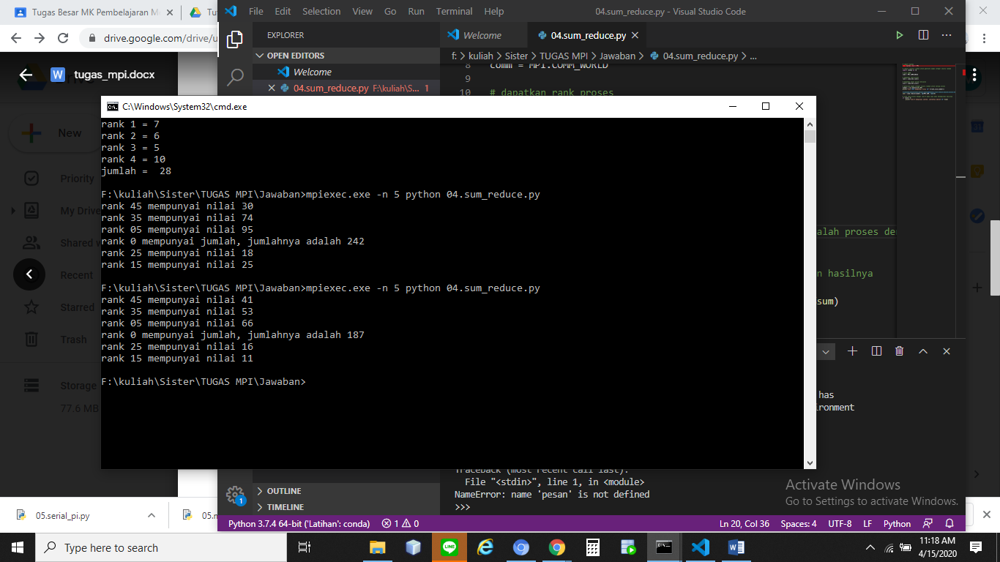 Tugas Besar MK Pembelajaran M
Tu
File Edit Selection View Go Run Terminal Help
04.sum_reduce.py - Visual Studio Code
drive.google.com/drive/u
EXPLORER
Welcome
04.sum_reduce.py
tugas_mpi.docx
OPEN EDITORS
f: > kuliah > Sister > TUGAS MPI > Jawaban > 04.sum_reduce.py > ...
Welcome
8 comm = MPI.COMM_WORLD
9
04.sum_reduce.py F:\kuliah\S... 1
10 # dapatkan rank proses
C:\Windows\System32\cmd.exe
rank 1 = 7
rank 2 = 6
rank 3 = 5
rank 4 = 10
jumlah =  28
F:\kuliah\Sister\TUGAS MPI\Jawaban>mpiexec.exe -n 5 python 04.sum_reduce.py
rank 45 mempunyai nilai 30
rank 35 mempunyai nilai 74
rank 05 mempunyai nilai 95
rank 0 mempunyai jumlah, jumlahnya adalah 242
rank 25 mempunyai nilai 18
rank 15 mempunyai nilai 25
F:\kuliah\Sister\TUGAS MPI\Jawaban>mpiexec.exe -n 5 python 04.sum_reduce.py
rank 45 mempunyai nilai 41
rank 35 mempunyai nilai 53
rank 05 mempunyai nilai 66
rank 0 mempunyai jumlah, jumlahnya adalah 187
rank 25 mempunyai nilai 16
rank 15 mempunyai nilai 11
F:\kuliah\Sister\TUGAS MPI\Jawaban>
New
Priority
My Drive
Shared w
Recent
Starred
Trash
Storage
77.6 MB
alah proses de
n hasilnya
sum)
has
ironment
Traceback (most recent call last):
File "<stdin>", line 1, in <module>
NameError: name 'pesan' is not defined
>>>
OUTLINE
TIMELINE
1
Activate Windows
Go to Settings to activate Windows.
05.serial_pi.py
05.m
Python 3.7.4 64-bit ('Latihan': conda)
1
0
Ln 20, Col 36
Spaces: 4
UTF-8
LF
Python
Type here to search
LINE
11:18 AM
4/15/2020